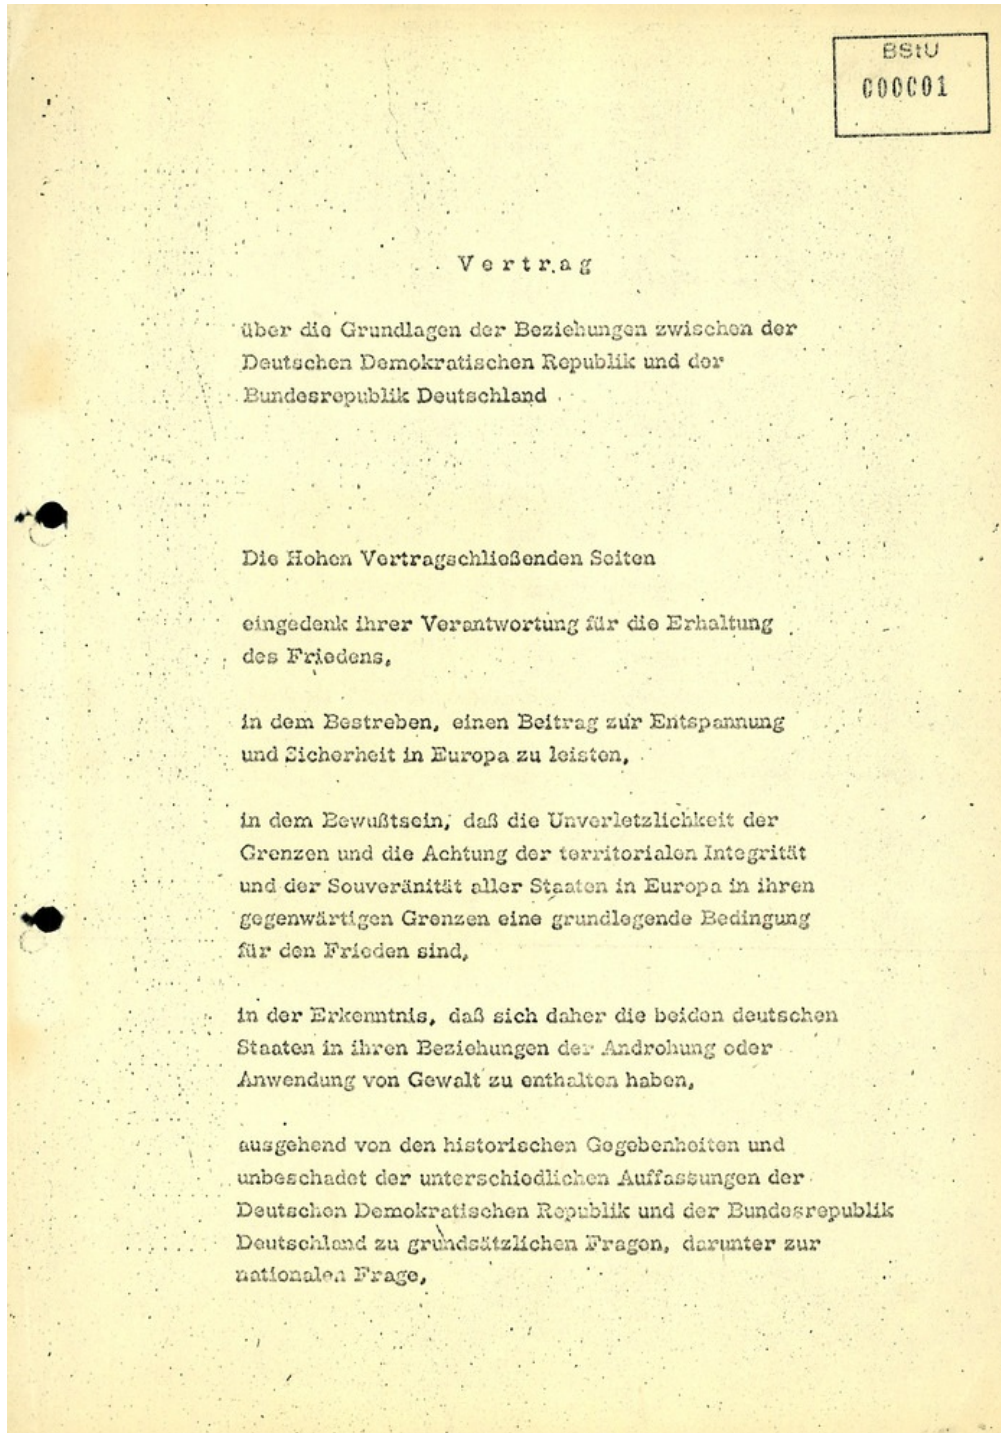 BStU
000001
Vertrag
über die Grundlagen der Beziehungen zwischen der
Deutschen Demokratischen Republik und der
Bundesrepublik Deutschland
Die Hohen Vertragschließenden Seiten
eingedenk ihrer Verantwortung für die Erhaltung
des Friedens,
in dem Bestreben, einen Beitrag zur Entspannung
und Sicherheit in Europa zu leisten,
in dem Bewußtsein, daß die Unverletzlichkeit der
Grenzen und die Achtung der territorialen Integrität
und der Souveränität aller Staaten in Europa in ihren
gegenwärtigen Grenzen eine grundlegende Bedingung
für den Frieden sind,
in der Erkenntnis, daß sich daher die beiden deutschen
Staaten in ihren Beziehungen der Androhung oder
Anwendung von Gewalt zu enthalten haben,
ausgehend von den historischen Gegebenheiten und
unbeschadet der unterschiedlichen Auffassungen der
Deutschen Demokratischen Republik und der Bundesrepublik
Deutschland zu grundsätzlichen Fragen, darunter zur
nationalen Frage,